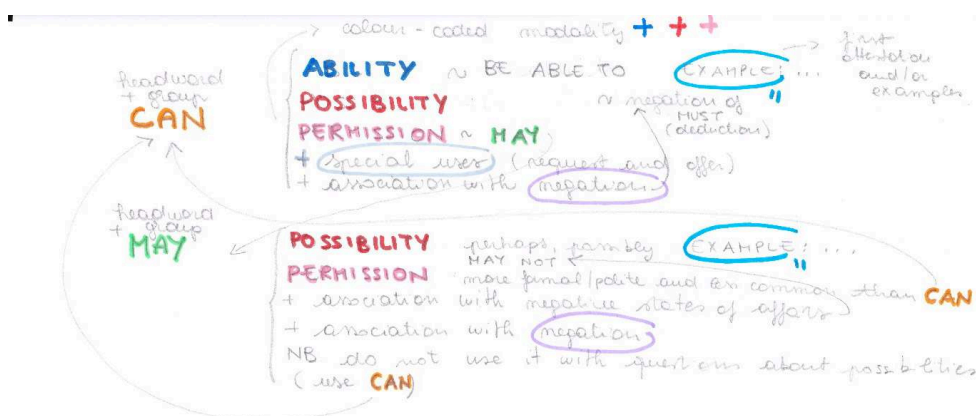 colour-coded modality + + +
headword
+ group
CAN
ABILITY ~ BE ABLE TO EXAMPLE: ...
"
first
and/or
examples
POSSIBILITY ~ negation of
MUST
(deduction)
PERMISSION ~ MAY
+ special uses (request and offer)
+ association with negation
headword
+ group
MAY
POSSIBILITY perhaps, possibly EXAMPLE: ...
"
MAY NOT
PERMISSION more formal/polite and common than CAN
+ association with negative states of affairs
+ association with negation
NB do not use it with questions about possibilities
(use CAN)